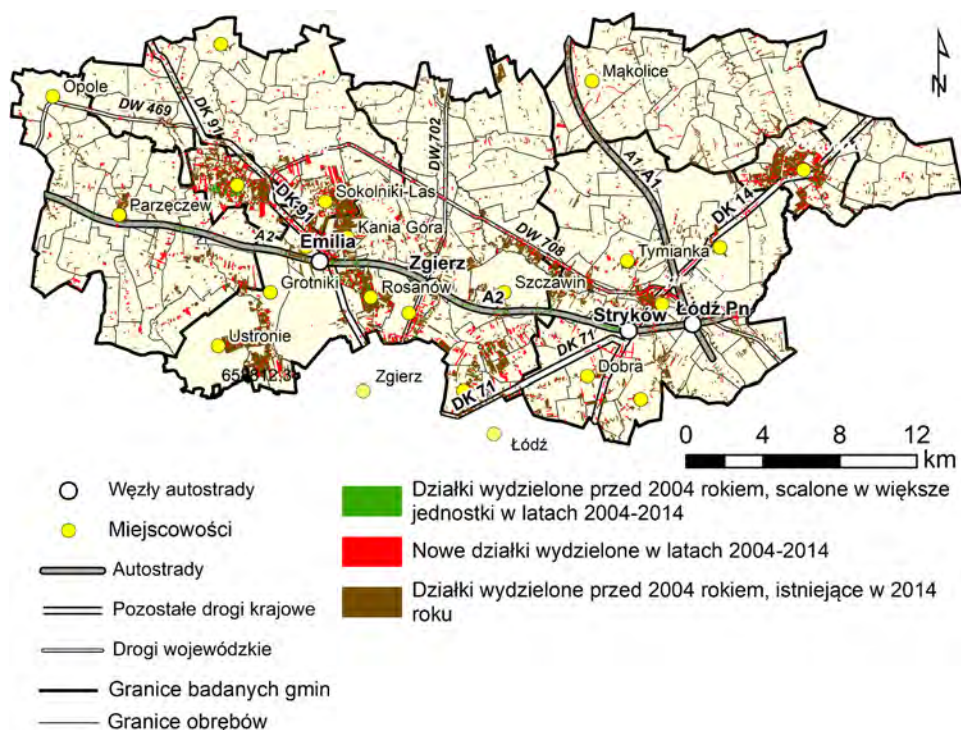 N
Opole
Mąkolice
DW 469
DK 91
DW 702
A1
A1
DK 14
Parzęczew
DK 91
Sokolniki-Las
Kania Góra
A2
Emilia
DW 708
Tymianka
Zgierz
Grotniki
Rosanów
Szczawin
A2
Stryków
Łódź Pn
Ustronie
DK 71
Dobra
Zgierz
DK 71
Łódź
0 4 8 12
km
Węzły autostrady
Miejscowości
Autostrady
Pozostałe drogi krajowe
Drogi wojewódzkie
Granice badanych gmin
Granice obrębów
Działki wydzielone przed 2004 rokiem, scalone w większe
jednostki w latach 2004-2014
Nowe działki wydzielone w latach 2004-2014
Działki wydzielone przed 2004 rokiem, istniejące w 2014
roku